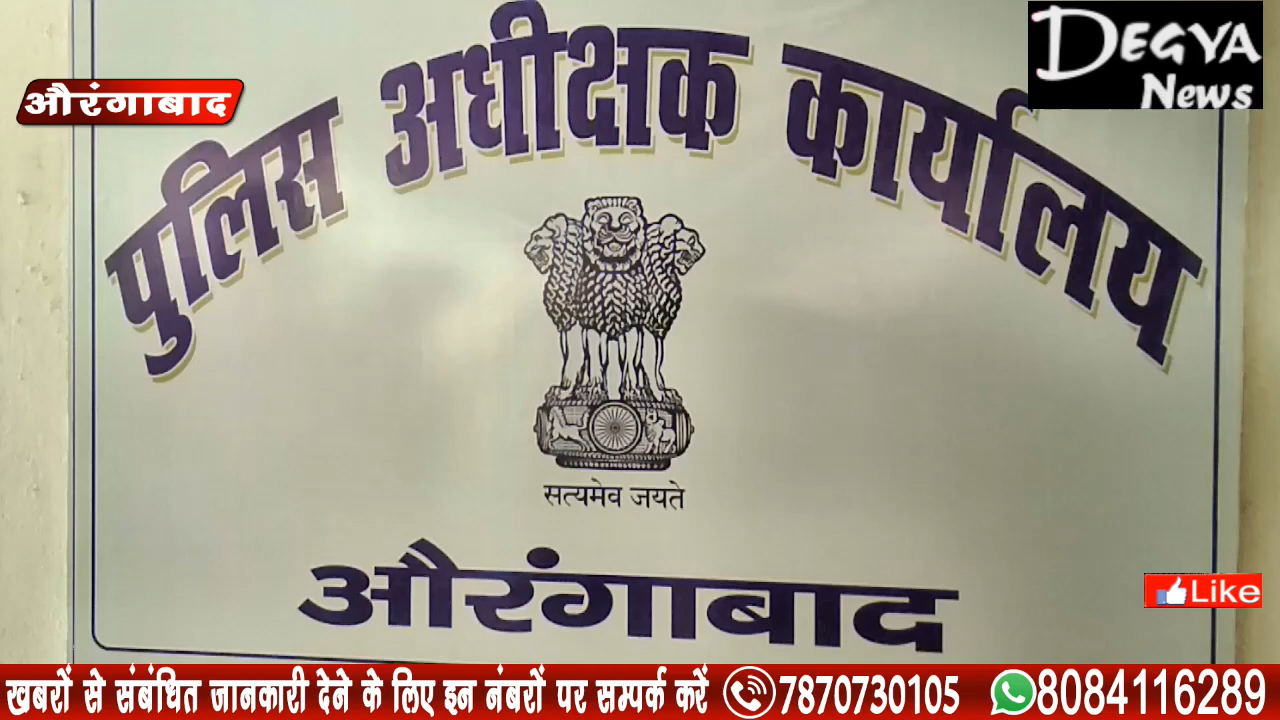 DEGYA
News
औरंगाबाद
पुलिस अधीक्षक कार्यालय
सत्यमेव जयते
औरंगाबाद
Like
खबरों से संबंधित जानकारी देने के लिए इन नंबरों पर सम्पर्क करें 7870730105 8084116289